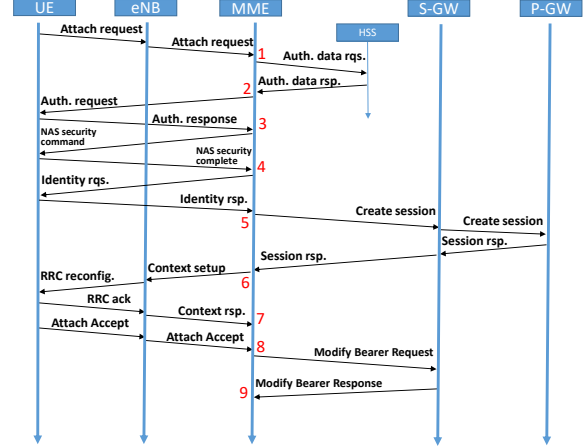 UE eNB MME S-GW P-GW
HSS
Attach request
Attach request
1
Auth. data rqs.
Auth. data rsp.
2
Auth. request
Auth. response
3
NAS security
command
NAS security
complete
4
Identity rqs.
Identity rsp.
5
Create session
Create session
Session rsp.
Session rsp.
Context setup
6
RRC reconfig.
RRC ack
Context rsp.
7
Attach Accept
Attach Accept
8
Modify Bearer Request
9
Modify Bearer Response